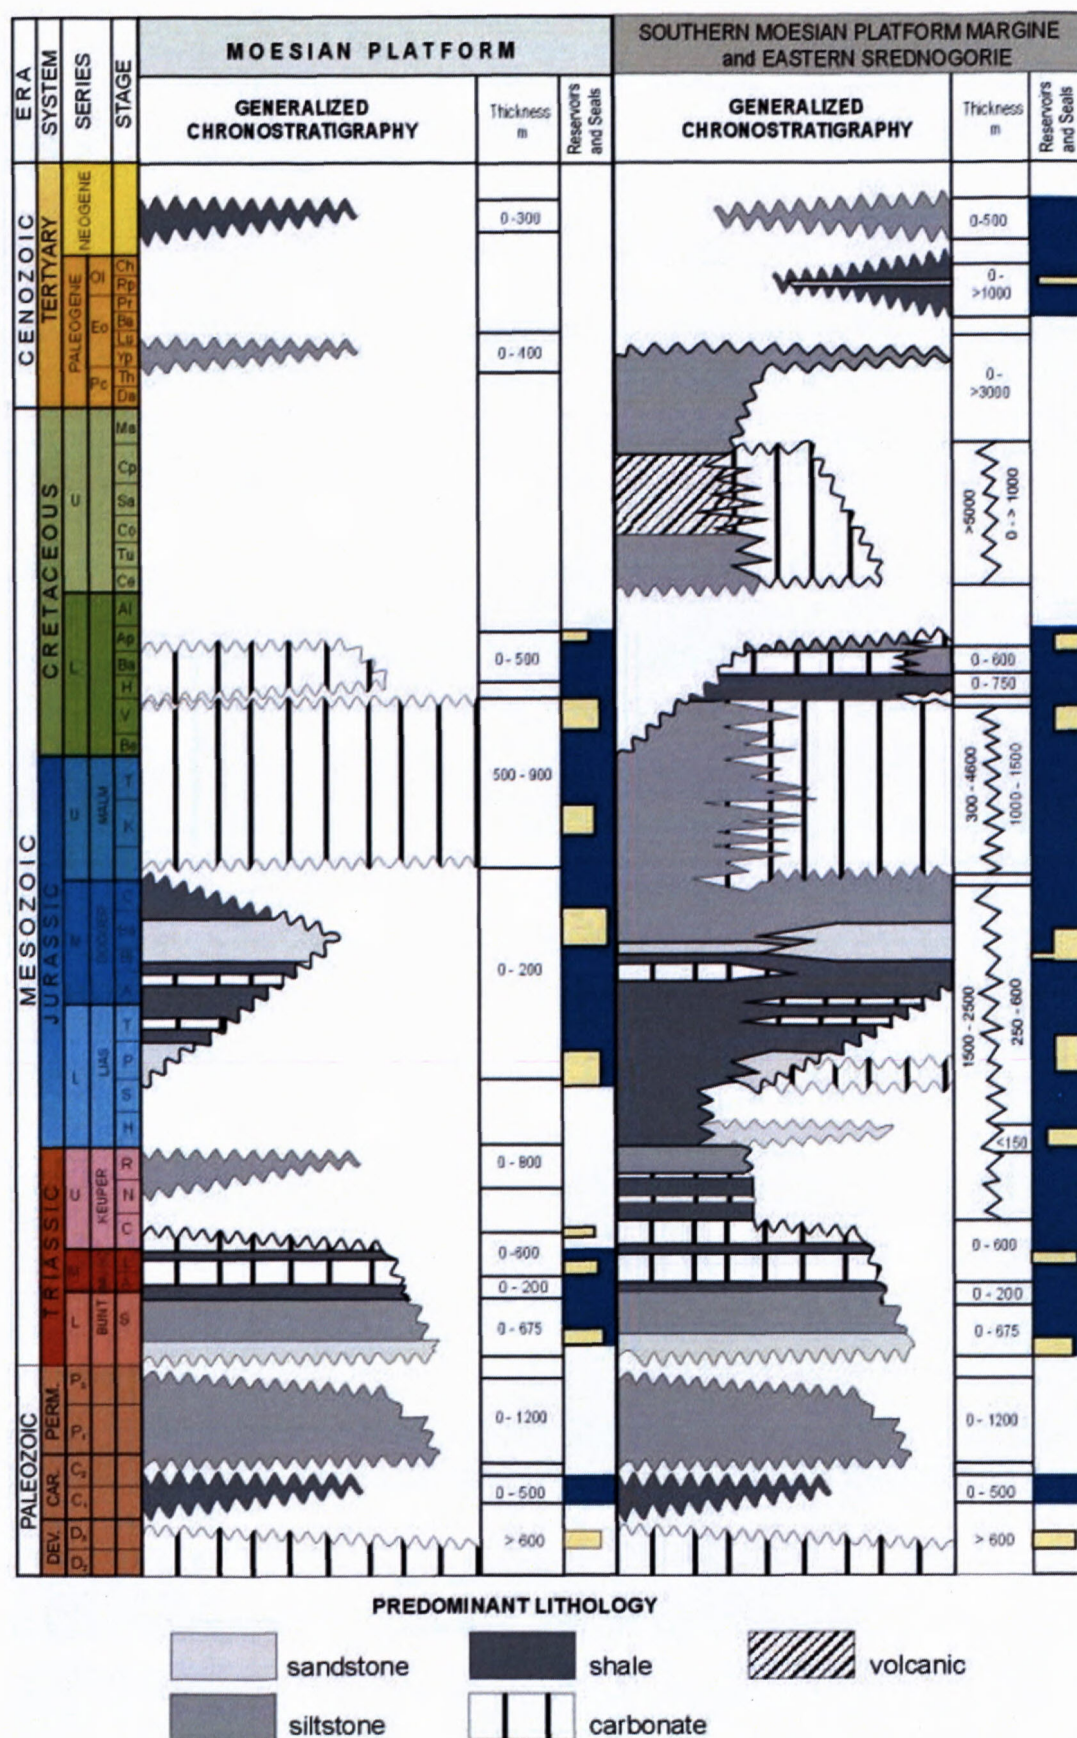 ERA
SYSTEM
SERIES
STAGE
MOESIAN PLATFORM
SOUTHERN MOESIAN PLATFORM MARGINE
and EASTERN SREDNOGORIE
GENERALIZED
CHRONOSTRATIGRAPHY
Thickness
m
Reservoirs
and Seals
GENERALIZED
CHRONOSTRATIGRAPHY
Thickness
m
Reservoirs
and Seals
CENOZOIC
TERTYARY
NEOGENE
PALEOGENE
Ol
Eo
Pc
Ch
Rp
Pr
Ba
Lu
Yp
Th
Da
0-300
0-500
0 -
>1000
0 - 400
0 -
>3000
MESOZOIC
CRETACEOUS
U
L
Ma
Cp
Sa
Co
Tu
Ce
Al
Ap
Ba
H
V
Be
>5000
0 - > 1000
0 - 500
0 - 600
0 - 750
500 - 900
300 - 4600
1000 - 1500
JURASSIC
U
MALM
T
K
M
DOGGER
C
L
LIAS
T
P
S
H
0 - 200
1500 - 2500
250 - 600
<150
TRIASSIC
U
KEUPER
R
N
C
L
BUNT
S
0 - 800
0-600
0 - 200
0 - 675
0 - 600
0 - 200
0 - 675
PALEOZOIC
PERM.
CAR.
DEV.
P₁
C₂
C₁
D₃
D₂
0 - 1200
0 - 500
> 600
0 - 1200
0 - 500
> 600
PREDOMINANT LITHOLOGY
sandstone
shale
volcanic
siltstone
carbonate